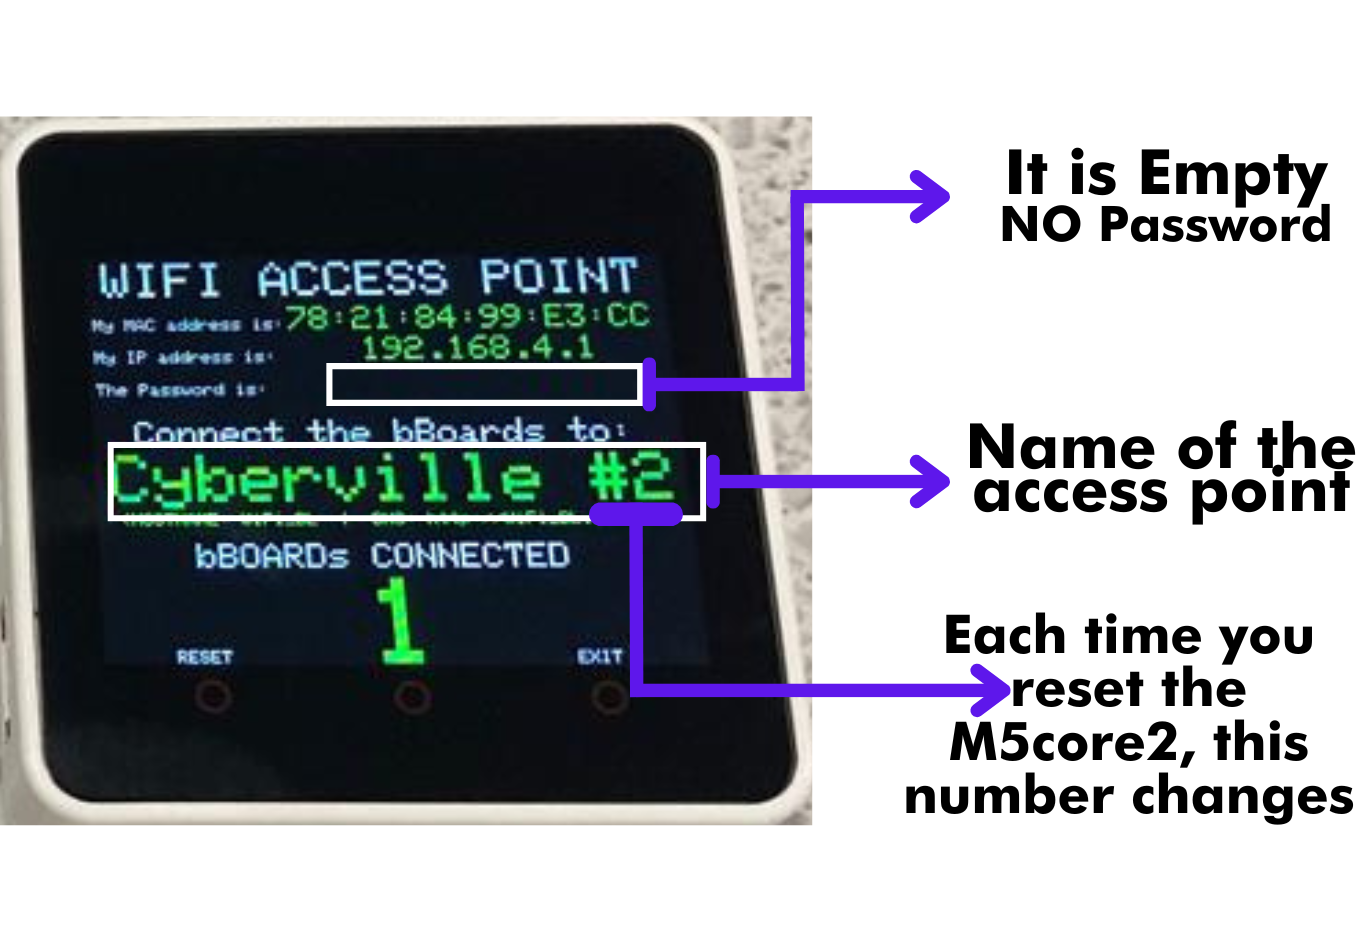 WIFI ACCESS POINT
My MAC address is: 78:21:84:99:E3:CC
My IP address is: 192.168.4.1
The Password is:
Connect the bBoards to:
Cyberville #2
bBOARDs CONNECTED
1
RESET
EXIT
It is Empty
NO Password
Name of the
access point
Each time you
reset the
M5core2, this
number changes